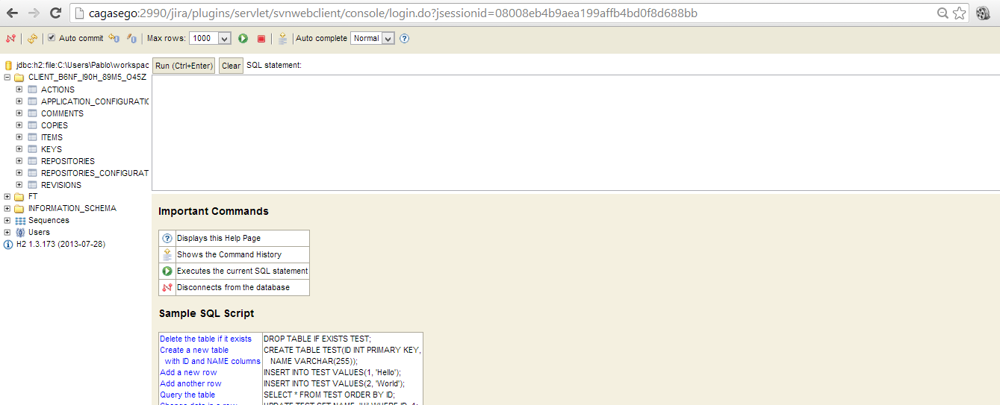 cagasego:2990/jira/plugins/servlet/svnwebclient/console/login.do?jsessionid=08008eb4b9aea199affb4bd0f8d688bb
Auto commit Max rows: 1000 Auto complete Normal
jdbc:h2:file:C:\Users\Pablo\workspac
CLIENT_B6NF_I90H_89M5_O45Z
ACTIONS
APPLICATION_CONFIGURATIO
COMMENTS
COPIES
ITEMS
KEYS
REPOSITORIES
REPOSITORIES_CONFIGURAT
REVISIONS
FT
INFORMATION_SCHEMA
Sequences
Users
H2 1.3.173 (2013-07-28)
Run (Ctrl+Enter) Clear SQL statement:
Important Commands
Displays this Help Page
Shows the Command History
Executes the current SQL statement
Disconnects from the database
Sample SQL Script
Delete the table if it exists DROP TABLE IF EXISTS TEST;
Create a new table CREATE TABLE TEST(ID INT PRIMARY KEY,
with ID and NAME columns NAME VARCHAR(255));
Add a new row INSERT INTO TEST VALUES(1, 'Hello');
Add another row INSERT INTO TEST VALUES(2, 'World');
Query the table SELECT * FROM TEST ORDER BY ID;